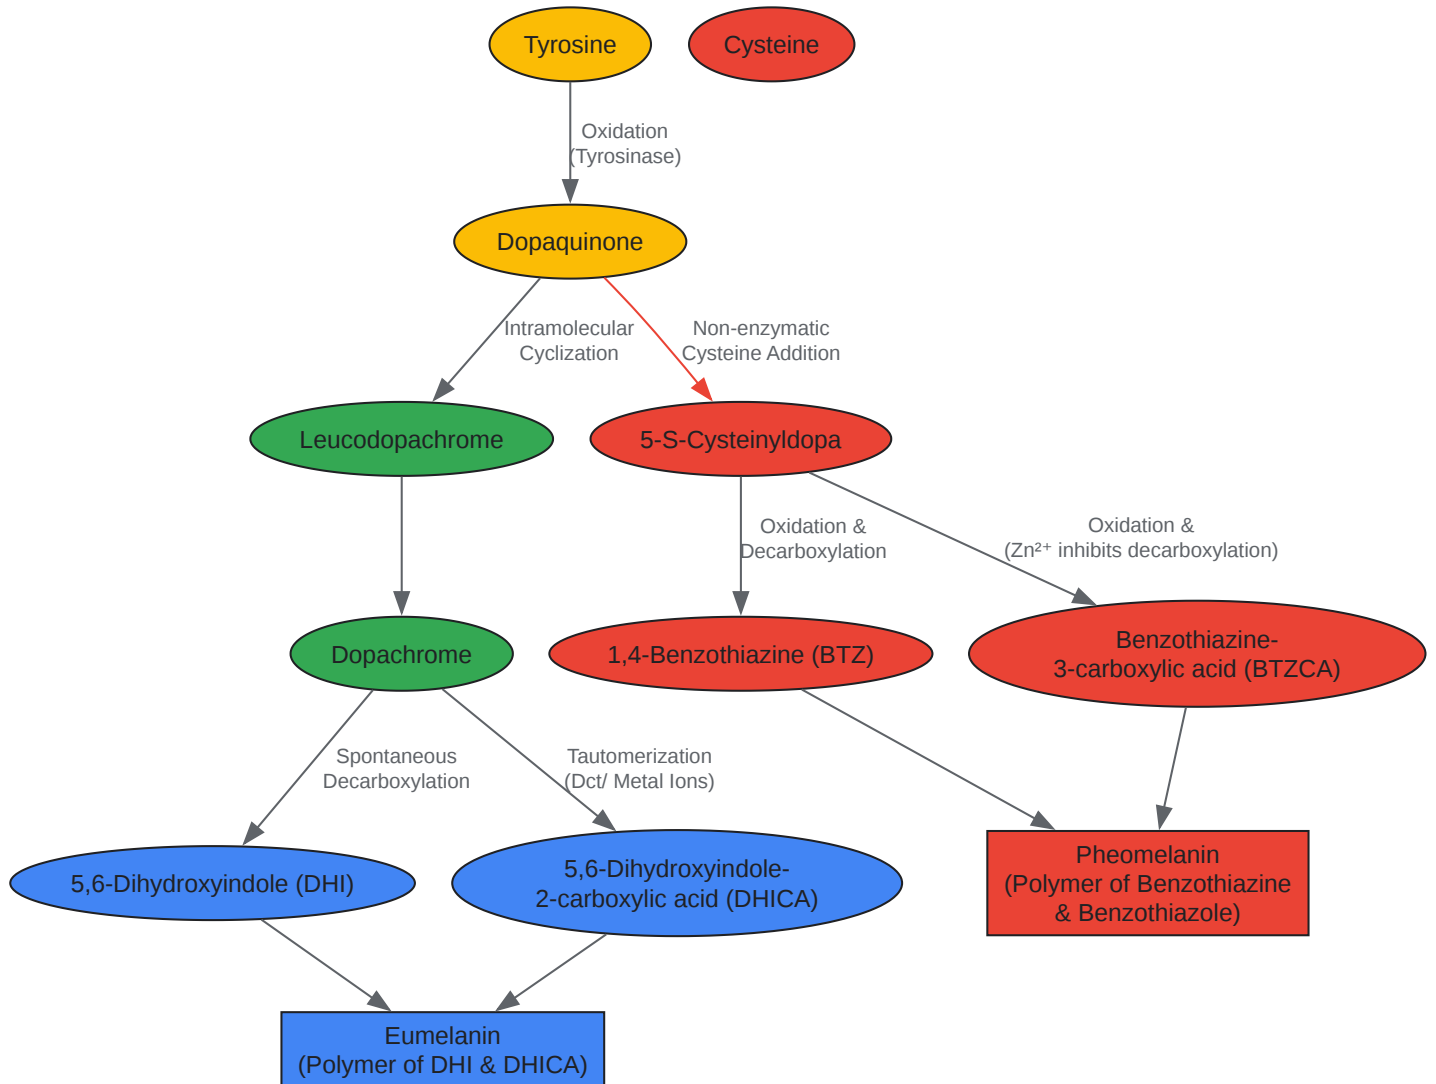 Tyrosine
Cysteine
Oxidation
(Tyrosinase)
Dopaquinone
Intramolecular
Cyclization
Non-enzymatic
Cysteine Addition
Leucodopachrome
5-S-Cysteinyldopa
Oxidation &
Decarboxylation
Oxidation &
(Zn²⁺ inhibits decarboxylation)
Dopachrome
1,4-Benzothiazine (BTZ)
Benzothiazine-
3-carboxylic acid (BTZCA)
Spontaneous
Decarboxylation
Tautomerization
(Dct/ Metal Ions)
5,6-Dihydroxyindole (DHI)
5,6-Dihydroxyindole-
2-carboxylic acid (DHICA)
Pheomelanin
(Polymer of Benzothiazine
& Benzothiazole)
Eumelanin
(Polymer of DHI & DHICA)